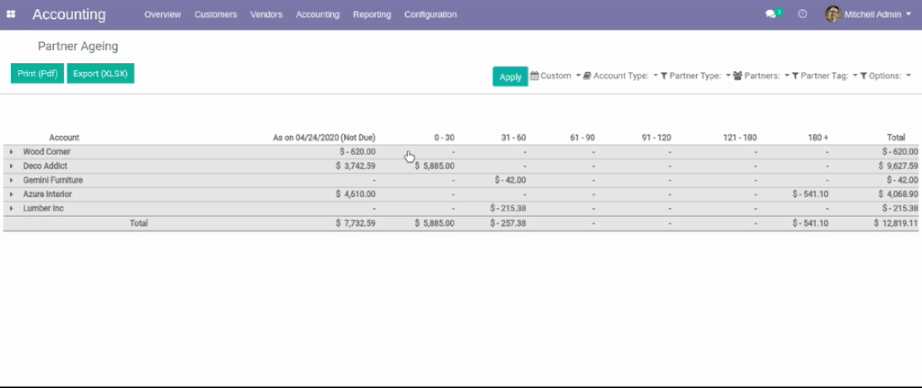 Accounting Overview Customers Vendors Accounting Reporting Configuration 3 Mitchell Admin
Partner Ageing
Print (Pdf) Export (XLSX) Apply Custom Account Type: Partner Type: Partners: Partner Tag: Options:
Account As on 04/24/2020 (Not Due) 0 - 30 31 - 60 61 - 90 91 - 120 121 - 180 180 + Total
Wood Corner $ - 620.00 - - - - - - $ - 620.00
Deco Addict $ 3,742.59 $ 5,885.00 - - - - - $ 9,627.59
Gemini Furniture - - $ - 42.00 - - - - $ - 42.00
Azure Interior $ 4,610.00 - - - - - $ - 541.10 $ 4,068.90
Lumber Inc - - $ - 215.38 - - - - $ - 215.38
Total $ 7,732.59 $ 5,885.00 $ - 257.38 - - - $ - 541.10 $ 12,819.11